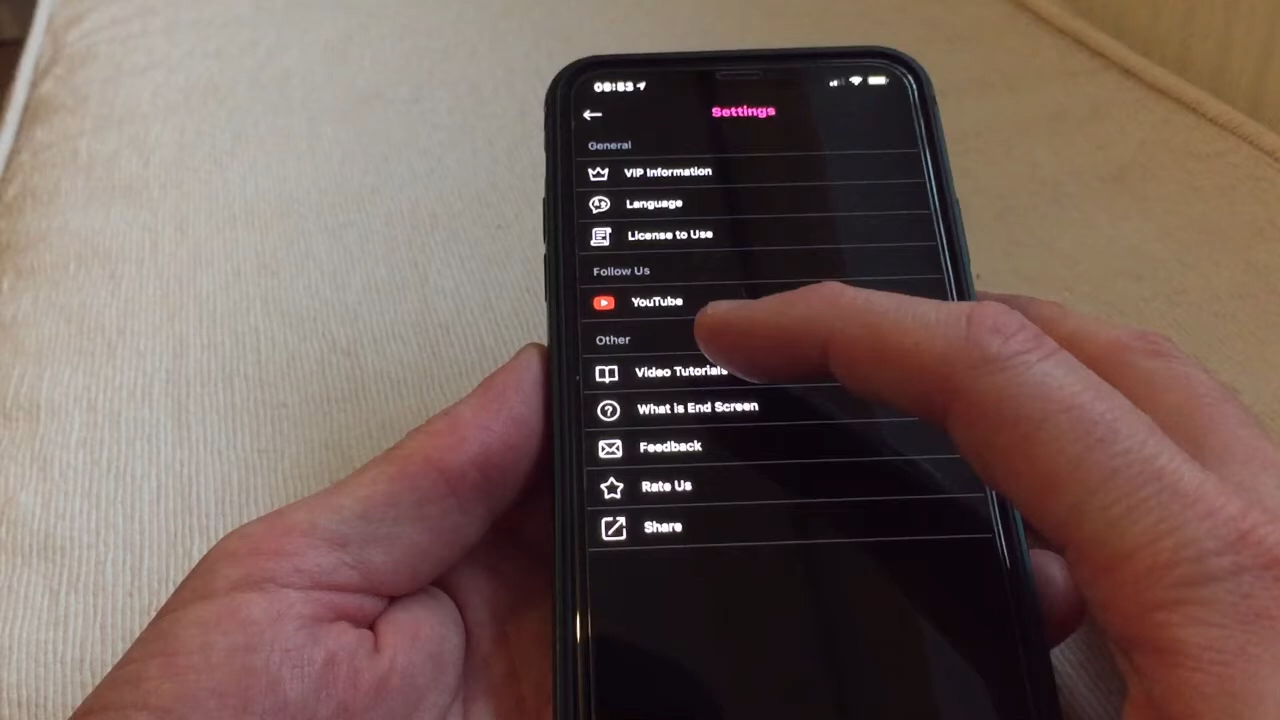 09:53
Settings
General
VIP Information
Language
License to Use
Follow Us
YouTube
Other
Video Tutorials
What is End Screen
Feedback
Rate Us
Share